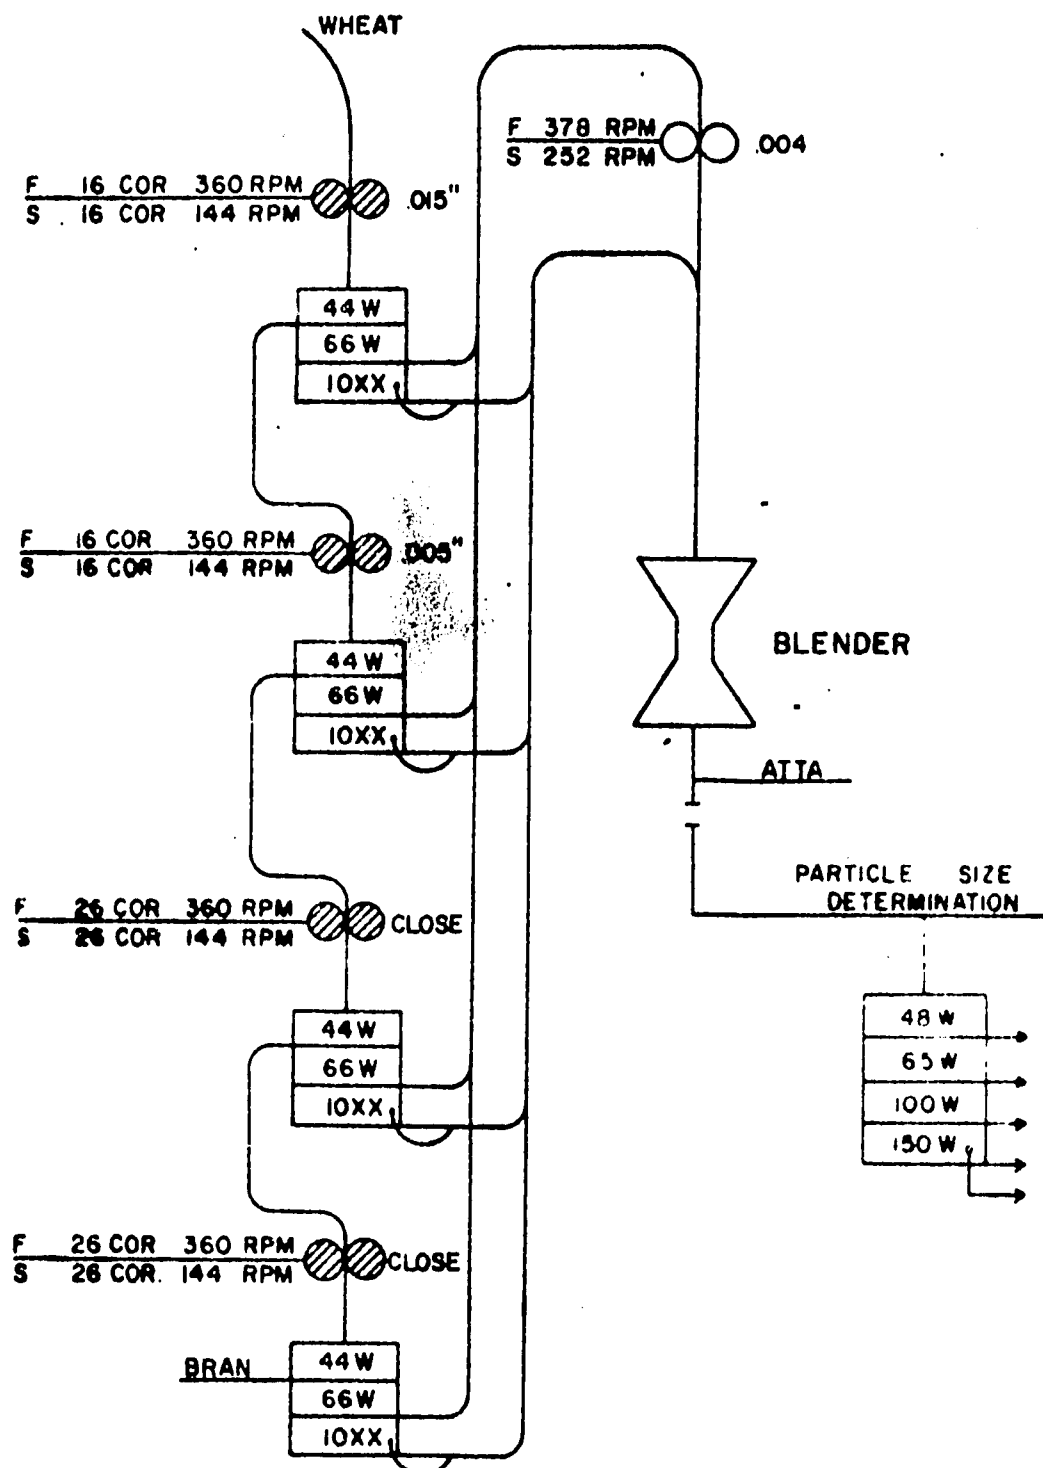 WHEAT
F 378 RPM
S 252 RPM
.004
F 16 COR 360 RPM
S 16 COR 144 RPM
.015"
44 W
66 W
10XX
F 16 COR 360 RPM
S 16 COR 144 RPM
.005"
BLENDER
44 W
66 W
10XX
ATTA
PARTICLE SIZE
DETERMINATION
F 26 COR 360 RPM
S 26 COR 144 RPM
CLOSE
48 W
65 W
100 W
150 W
44 W
66 W
10XX
F 26 COR 360 RPM
S 26 COR. 144 RPM
CLOSE
BRAN
44 W
66 W
10XX